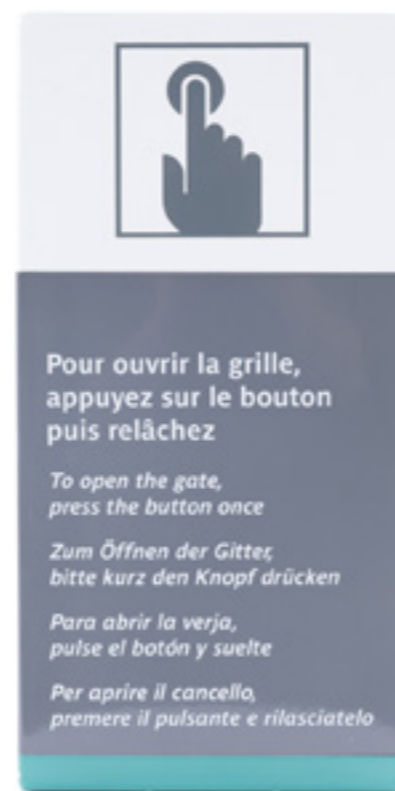 Pour ouvrir la grille,
appuyez sur le bouton
puis relâchez
To open the gate,
press the button once
Zum Öffnen der Gitter,
bitte kurz den Knopf drücken
Para abrir la verja,
pulse el botón y suelte
Per aprire il cancello,
premere il pulsante e rilasciatelo